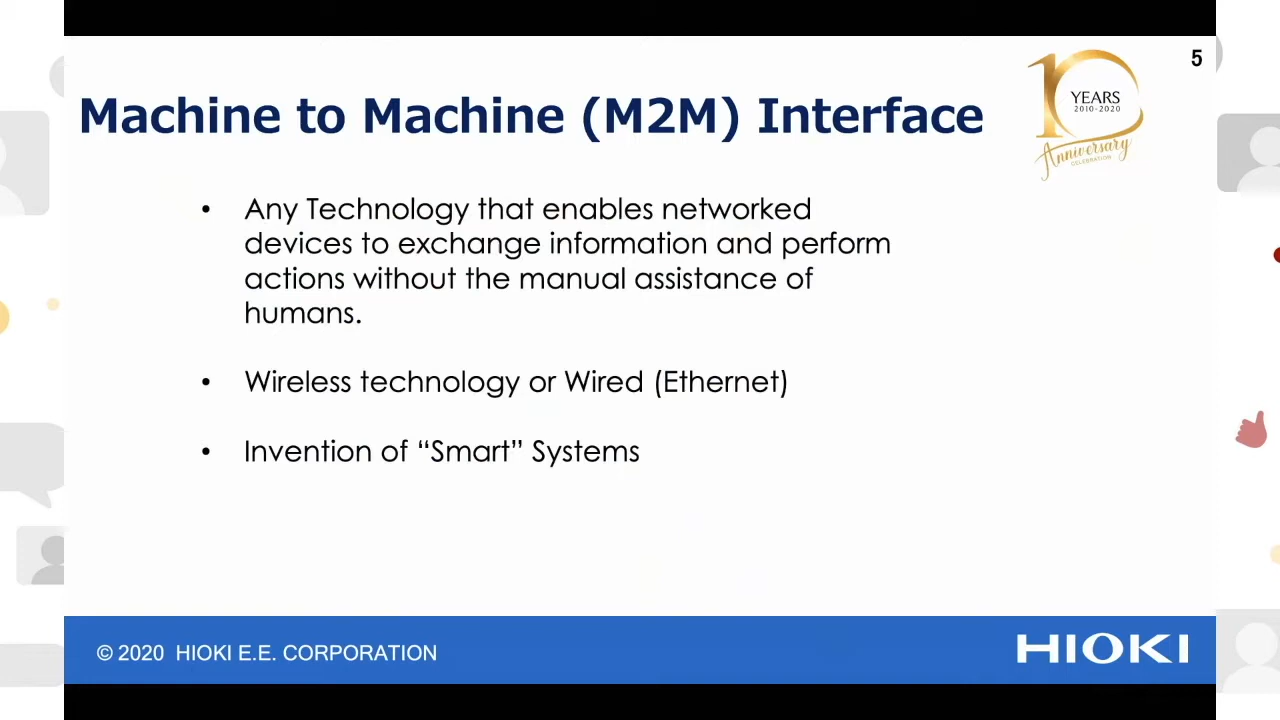 5
Machine to Machine (M2M) Interface
10
YEARS
2010-2020
Anniversary
CELEBRATION
• Any Technology that enables networked
devices to exchange information and perform
actions without the manual assistance of
humans.
• Wireless technology or Wired (Ethernet)
• Invention of “Smart” Systems
© 2020 HIOKI E.E. CORPORATION
HIOKI